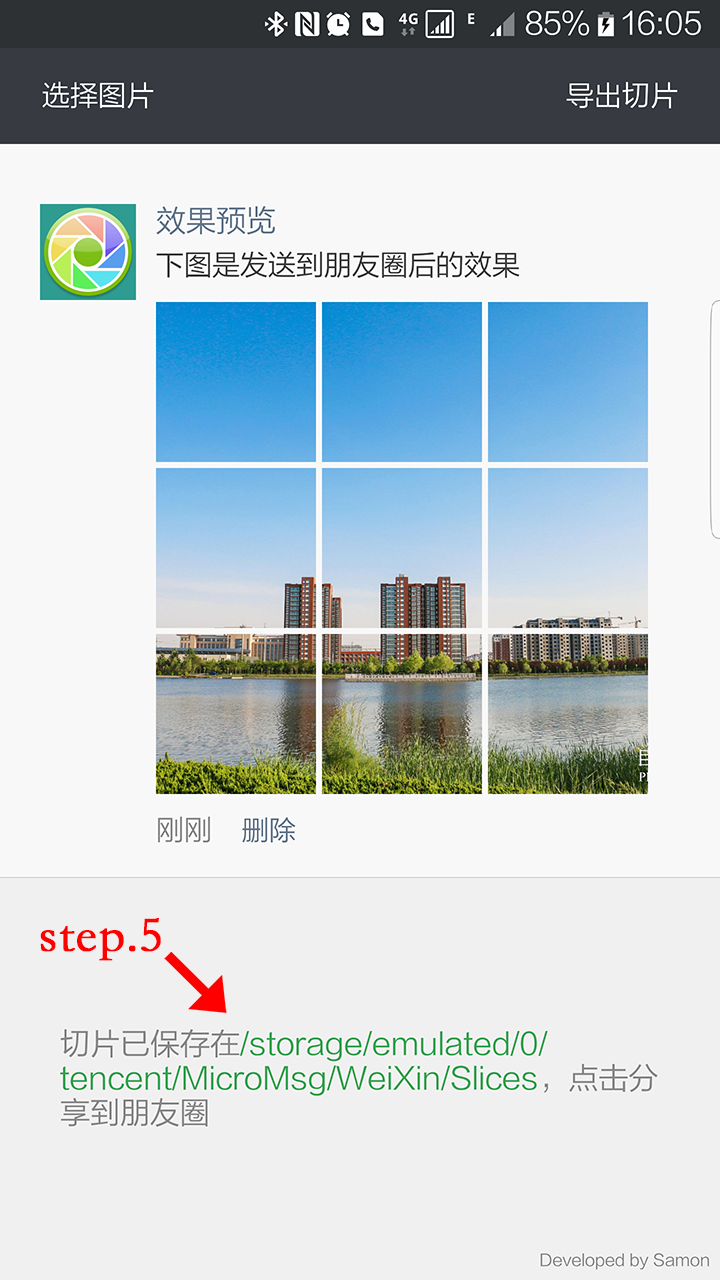 4G E 85% 16:05
选择图片 导出切片
效果预览
下图是发送到朋友圈后的效果
刚刚 删除
step.5
切片已保存在/storage/emulated/0/
tencent/MicroMsg/WeiXin/Slices，点击分
享到朋友圈
Developed by Samon